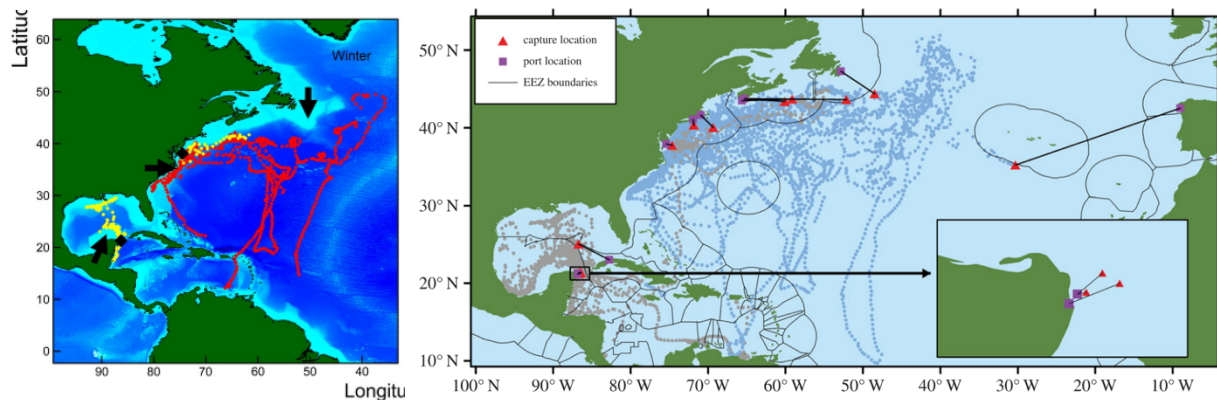 Latitud
Winter
60
50
40
30
20
10
0
90
80
70
60
50
40
Longitu
capture location
port location
EEZ boundaries
50° N
40° N
30° N
20° N
10° N
100° W
90° W
80° W
70° W
60° W
50° W
40° W
30° W
20° W
10° W